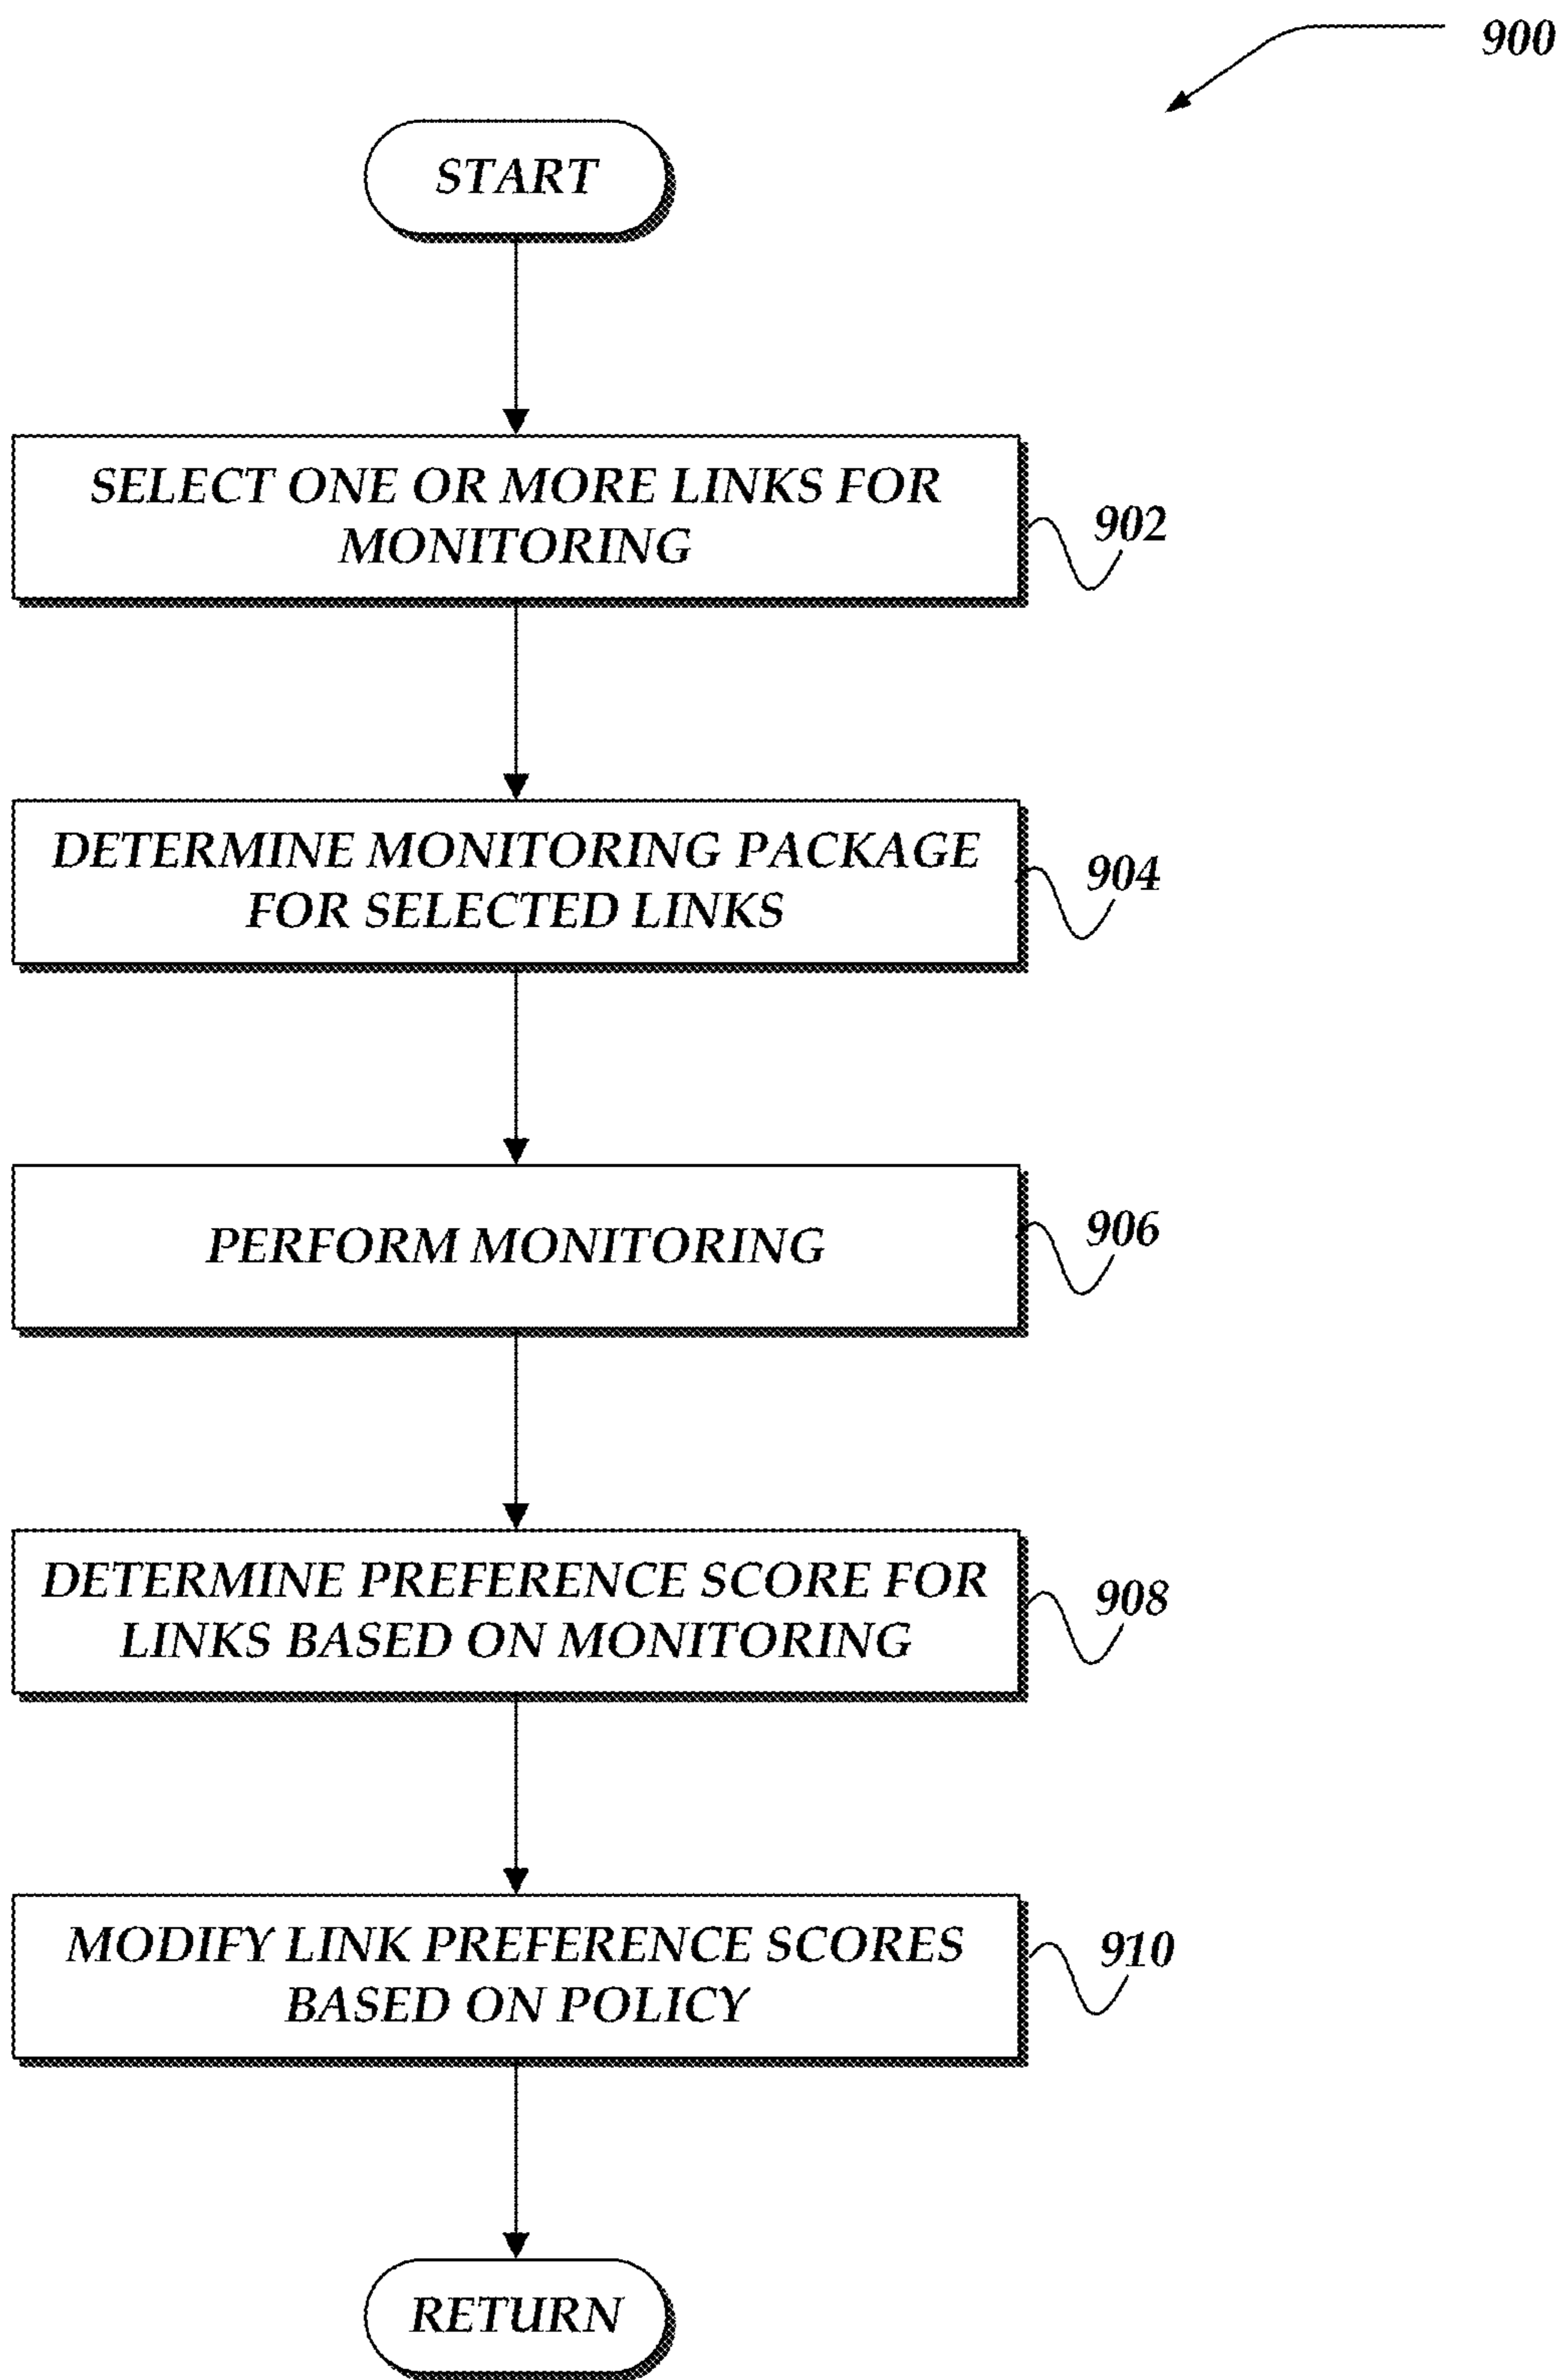 900
START
SELECT ONE OR MORE LINKS FOR
MONITORING
902
DETERMINE MONITORING PACKAGE
FOR SELECTED LINKS
904
PERFORM MONITORING
906
DETERMINE PREFERENCE SCORE FOR
LINKS BASED ON MONITORING
908
MODIFY LINK PREFERENCE SCORES
BASED ON POLICY
910
RETURN